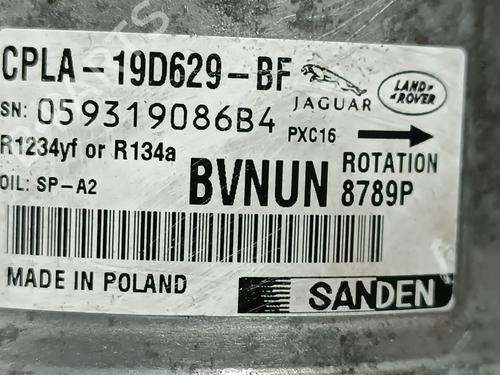 CPLA-19D629-BF
JAGUAR
LAND ROVER
SN: 059319086B4
PXC16
R1234yf or R134a
ROTATION
OIL: SP-A2
BVNUN 8789P
MADE IN POLAND
SANDEN